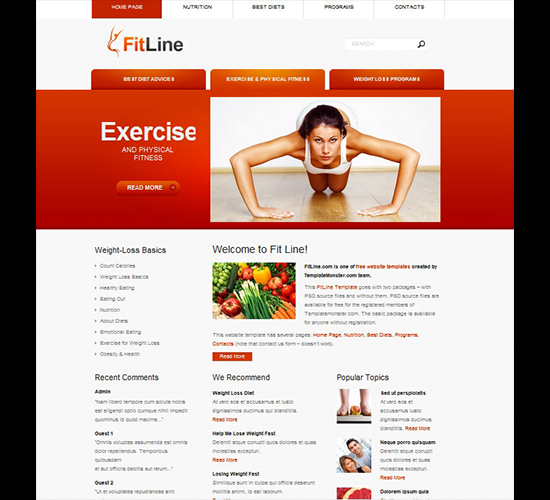 HOME PAGE NUTRITION BEST DIETS PROGRAMS CONTACTS
FitLine
SEARCH
BEST DIET ADVICES EXERCISE & PHYSICAL FITNESS WEIGHT LOSS PROGRAMS
Exercise
AND PHYSICAL
FITNESS
READ MORE
Weight-Loss Basics
Count Calories
Weight Loss Basics
Healthy Eating
Eating Out
Nutrition
About Diets
Emotional Eating
Exercise for Weight Loss
Obesity & Health
Welcome to Fit Line!
FitLine.com is one of free website templates created by
TemplateMonster.com team.
This FitLine Template goes with two packages – with
PSD source files and without them. PSD source files are
available for free for the registered members of
Templatemonster.com. The basic package is available
for anyone without registration.
This website template has several pages: Home Page, Nutrition, Best Diets, Programs,
Contacts (note that contact us form – doesn't work).
Read More
Recent Comments
Admin
"Nam libero tempore cum soluta nobis
est eligendi optio cumque nihil impedit
quominus id quod maxime..."
Guest 1
"Omnis voluptas assumenda est omnis
dolor repellendus. Temporibus
quibusdam
et aut officiis debitis aut rerum..."
Guest 2
"Et ut et voluptates repudiandae sint
We Recommend
Weight Loss Diet
At vero eos et accusamus et iusto
dignissimos ducimus qui blanditiis.
Read More
Help Me Lose Weight Fast
Deleniti atque corrupti quos dolores et quas
molestias excepturi.
Read More
Losing Weight Fast
Similique sunt in culpa qui officia deserunt
mollitia animi, id est laborum et dolorum.
Popular Topics
Sed ut perspiciatis
At vero eos et
accusamus et iusto
dignissimos ducimus
qui blanditiis.
Read More
Neque porro quisquam
Deleniti atque corrupti
quos dolores et quas
molestias excepturi.
Read More
Dolorem ipsum quia